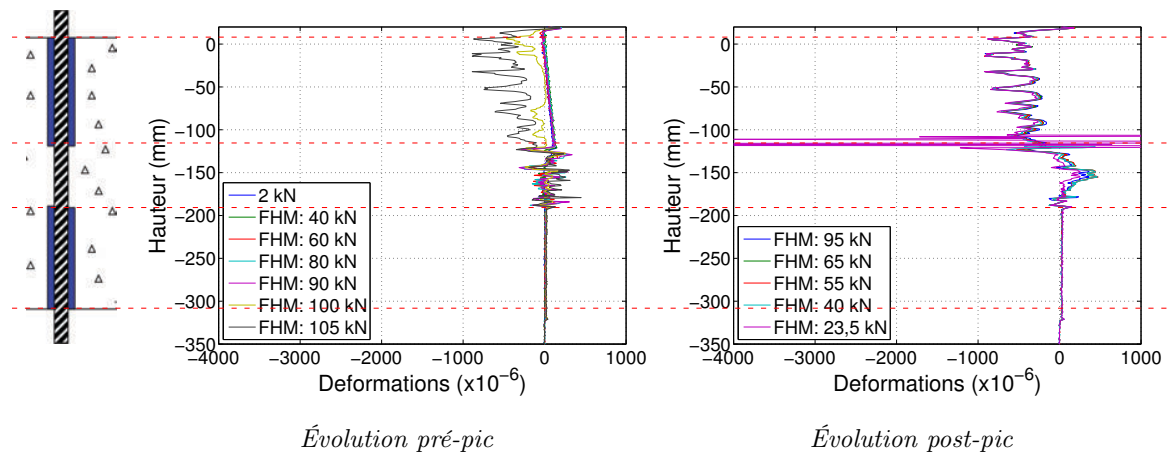 0
−50
−100
−150
−200
−250
−300
−350
Hauteur (mm)
2 kN
FHM: 40 kN
FHM: 60 kN
FHM: 80 kN
FHM: 90 kN
FHM: 100 kN
FHM: 105 kN
−4000 −3000 −2000 −1000 0 1000
Deformations (x10⁻⁶)
Évolution pré-pic
0
−50
−100
−150
−200
−250
−300
−350
Hauteur (mm)
FHM: 95 kN
FHM: 65 kN
FHM: 55 kN
FHM: 40 kN
FHM: 23,5 kN
−4000 −3000 −2000 −1000 0 1000
Deformations (x10⁻⁶)
Évolution post-pic